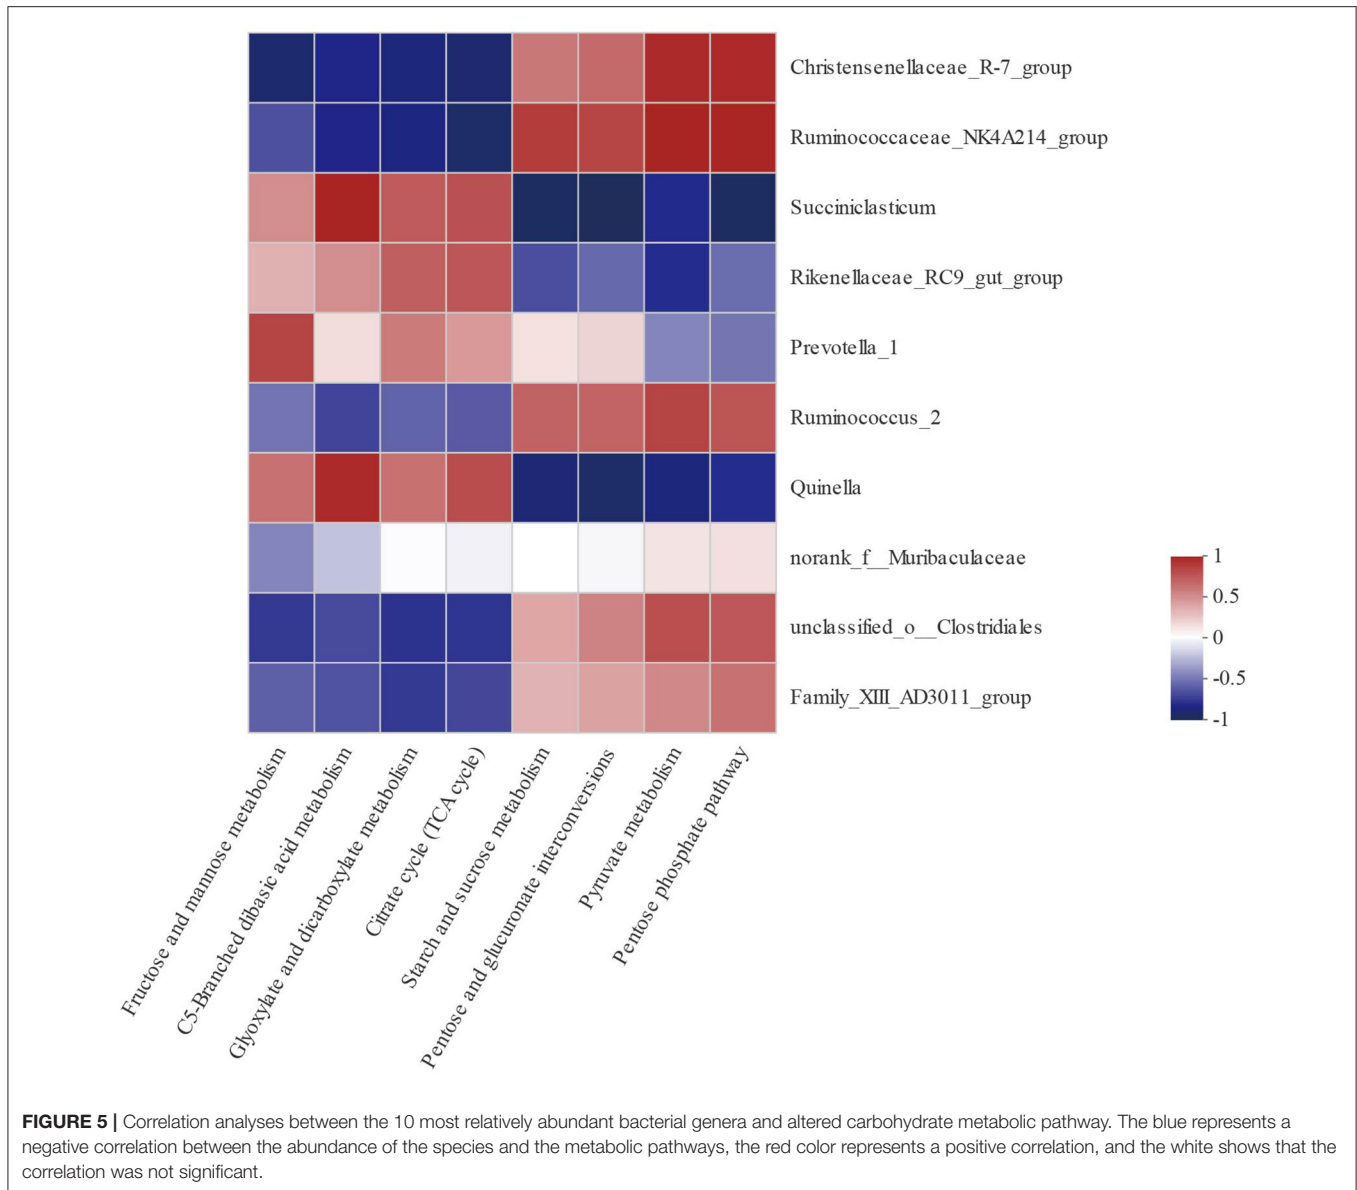 Christensenellaceae_R-7_group
Ruminococcaceae_NK4A214_group
Succiniclasticum
Rikenellaceae_RC9_gut_group
Prevotella_1
Ruminococcus_2
Quinella
norank_f__Muribaculaceae
unclassified_o__Clostridiales
Family_XIII_AD3011_group
1
0.5
0
-0.5
-1
Fructose and mannose metabolism
C5-Branched dibasic acid metabolism
Glyoxylate and dicarboxylate metabolism
Citrate cycle (TCA cycle)
Starch and sucrose metabolism
Pentose and glucuronate interconversions
Pyruvate metabolism
Pentose phosphate pathway
FIGURE 5 | Correlation analyses between the 10 most relatively abundant bacterial genera and altered carbohydrate metabolic pathway. The blue represents a
negative correlation between the abundance of the species and the metabolic pathways, the red color represents a positive correlation, and the white shows that the
correlation was not significant.